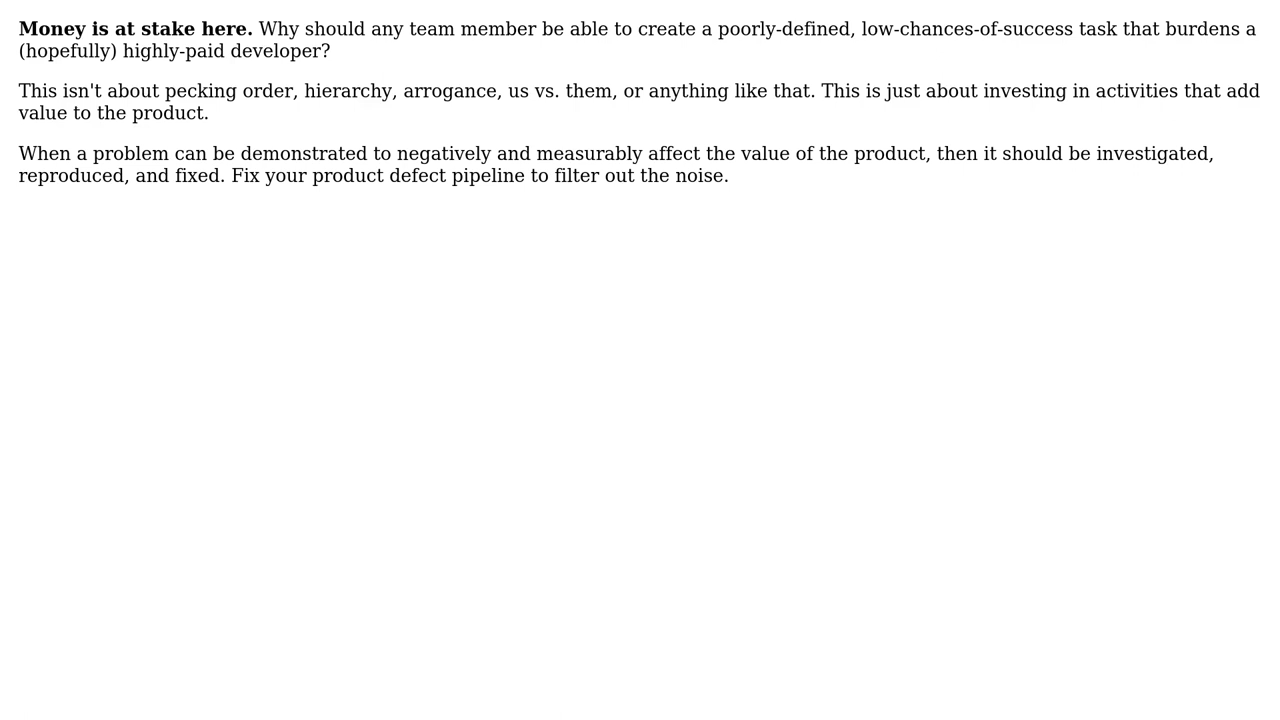 Money is at stake here. Why should any team member be able to create a poorly-defined, low-chances-of-success task that burdens a
(hopefully) highly-paid developer?
This isn't about pecking order, hierarchy, arrogance, us vs. them, or anything like that. This is just about investing in activities that add
value to the product.
When a problem can be demonstrated to negatively and measurably affect the value of the product, then it should be investigated,
reproduced, and fixed. Fix your product defect pipeline to filter out the noise.